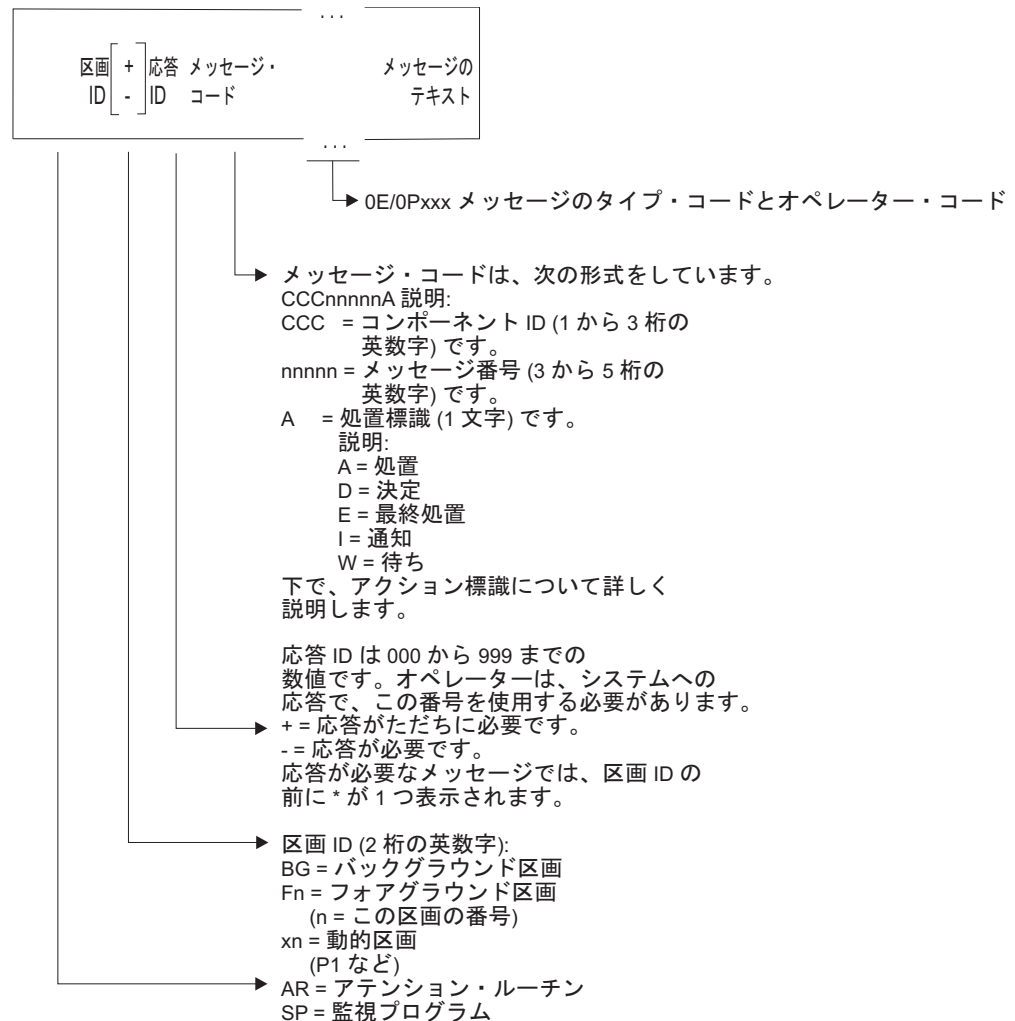 ...
区画 + 応答 メッセージ・ メッセージの
ID - ID コード テキスト
...
0E/0Pxxx メッセージのタイプ・コードとオペレーター・コード
メッセージ・コードは、次の形式をしています。
CCCnnnnnA 説明:
CCC = コンポーネント ID (1 から 3 桁の
英数字) です。
nnnnn = メッセージ番号 (3 から 5 桁の
英数字) です。
A = 処置標識 (1 文字) です。
説明:
A = 処置
D = 決定
E = 最終処置
I = 通知
W = 待ち
下で、アクション標識について詳しく
説明します。
応答 ID は 000 から 999 までの
数値です。オペレーターは、システムへの
応答で、この番号を使用する必要があります。
+ = 応答がただちに必要です。
- = 応答が必要です。
応答が必要なメッセージでは、区画 ID の
前に * が 1 つ表示されます。
区画 ID (2 桁の英数字):
BG = バックグラウンド区画
Fn = フォアグラウンド区画
(n = この区画の番号)
xn = 動的区画
(P1 など)
AR = アテンション・ルーチン
SP = 監視プログラム